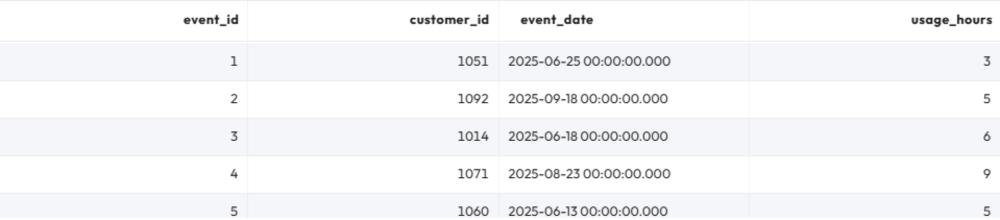 event_id customer_id event_date usage_hours
1 1051 2025-06-25 00:00:00.000 3
2 1092 2025-09-18 00:00:00.000 5
3 1014 2025-06-18 00:00:00.000 6
4 1071 2025-08-23 00:00:00.000 9
5 1060 2025-06-13 00:00:00.000 5